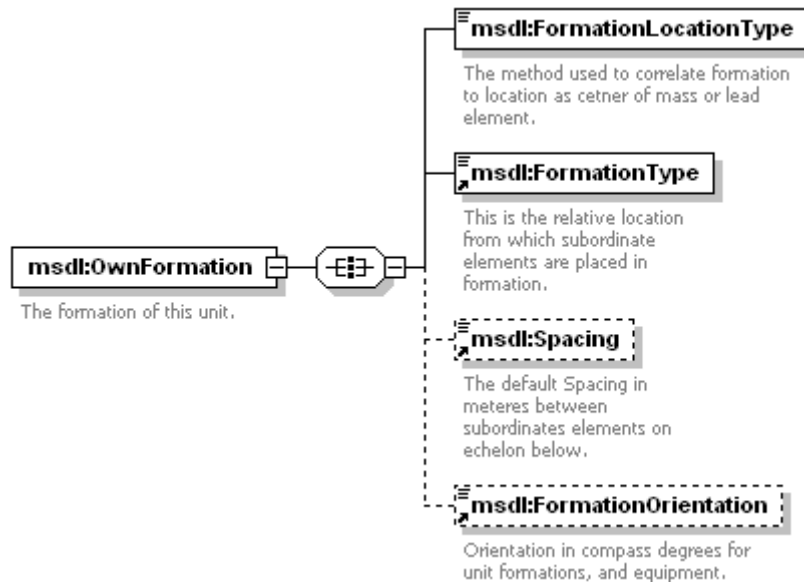 msdl:FormationLocationType
The method used to correlate formation
to location as cetner of mass or lead
element.
msdl:FormationType
This is the relative location
from which subordinate
elements are placed in
formation.
msdl:OwnFormation
The formation of this unit.
msdl:Spacing
The default Spacing in
meteres between
subordinates elements on
echelon below.
msdl:FormationOrientation
Orientation in compass degrees for
unit formations, and equipment.